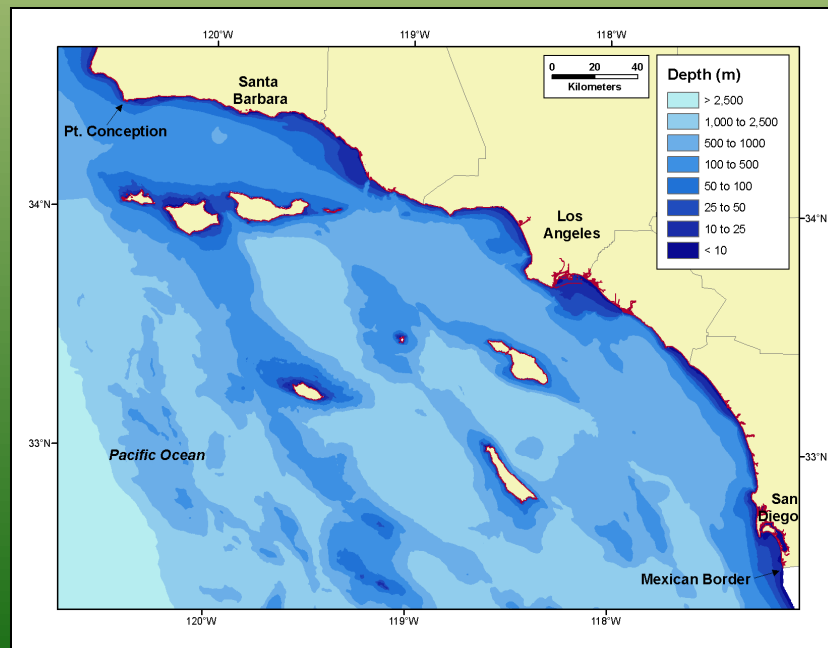 120°W
119°W
118°W
0 20 40
Kilometers
Depth (m)
> 2,500
1,000 to 2,500
500 to 1000
100 to 500
50 to 100
25 to 50
10 to 25
< 10
Santa
Barbara
Pt. Conception
34°N
34°N
Los
Angeles
33°N
Pacific Ocean
33°N
San
Diego
Mexican Border
120°W
119°W
118°W